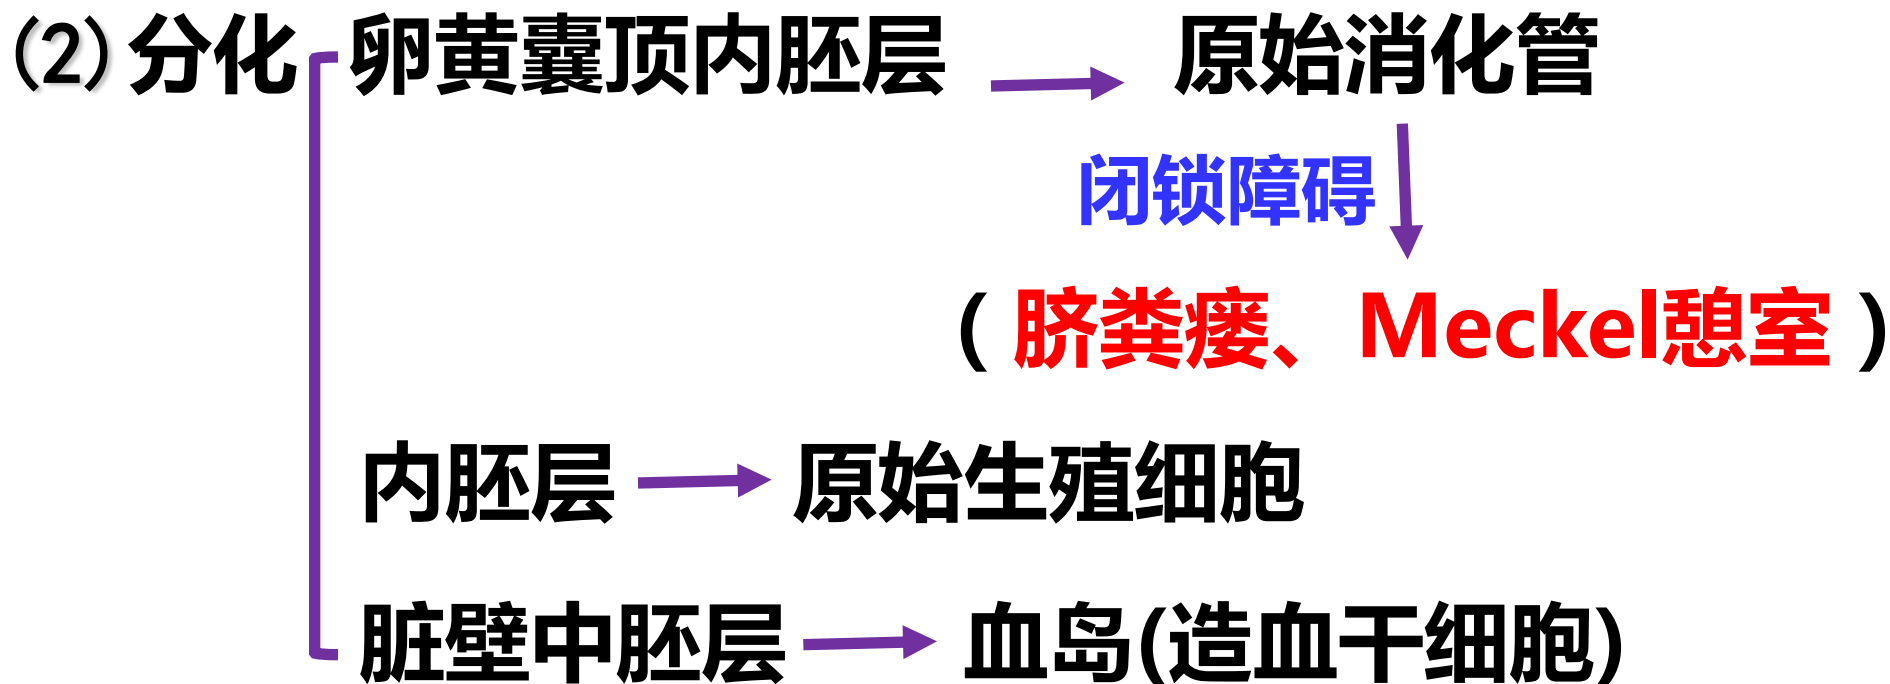 (2)分化 卵黄囊顶内胚层 原始消化管
闭锁障碍
(脐粪瘘、Meckel憩室)
内胚层 原始生殖细胞
脏壁中胚层 血岛(造血干细胞)